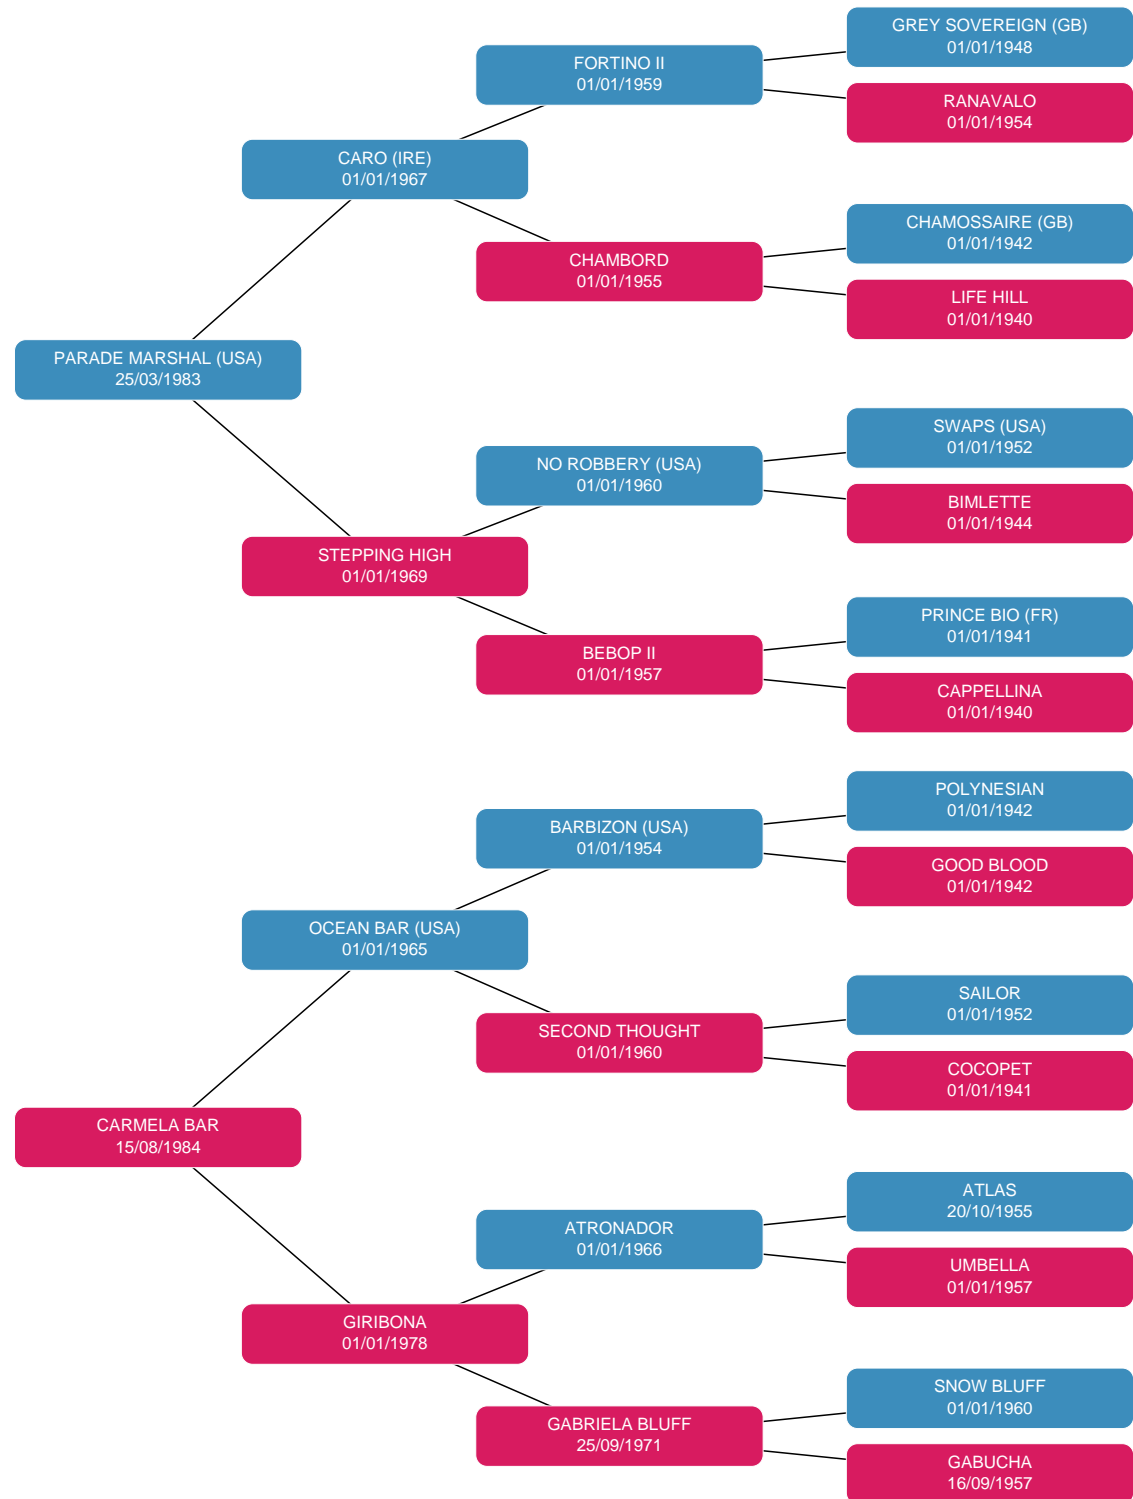 GREY SOVEREIGN (GB)
01/01/1948
FORTINO II
01/01/1959
RANAVALO
01/01/1954
CARO (IRE)
01/01/1967
CHAMOSSAIRE (GB)
01/01/1942
CHAMBORD
01/01/1955
LIFE HILL
01/01/1940
PARADE MARSHAL (USA)
25/03/1983
SWAPS (USA)
01/01/1952
NO ROBBERY (USA)
01/01/1960
BIMLETTE
01/01/1944
STEPPING HIGH
01/01/1969
PRINCE BIO (FR)
01/01/1941
BEBOP II
01/01/1957
CAPPELLINA
01/01/1940
POLYNESIAN
01/01/1942
BARBIZON (USA)
01/01/1954
GOOD BLOOD
01/01/1942
OCEAN BAR (USA)
01/01/1965
SAILOR
01/01/1952
SECOND THOUGHT
01/01/1960
COCOPET
01/01/1941
CARMELA BAR
15/08/1984
ATLAS
20/10/1955
ATRONADOR
01/01/1966
UMBELLA
01/01/1957
GIRIBONA
01/01/1978
SNOW BLUFF
01/01/1960
GABRIELA BLUFF
25/09/1971
GABUCHA
16/09/1957